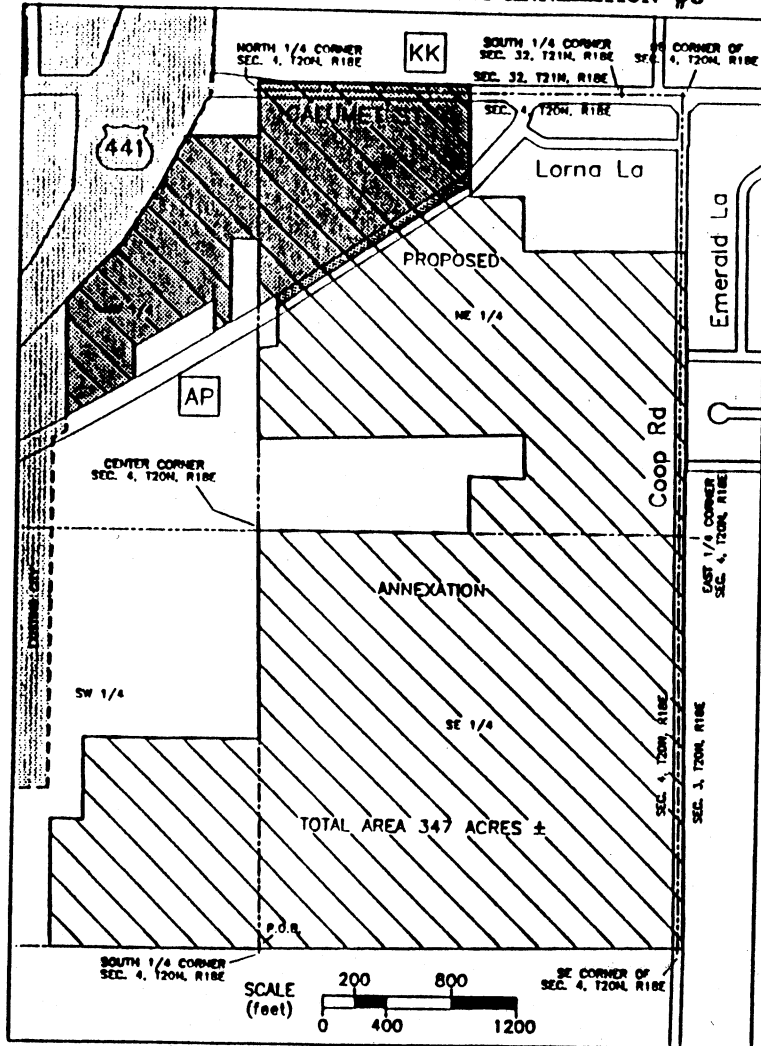 #6
NORTH 1/4 CORNER
SEC. 4, T20N, R18E
KK
SOUTH 1/4 CORNER
SEC. 32, T21N, R18E
CORNER OF
SEC. 4, T20N, R18E
SEC. 32, T21N, R18E
SEC. 4, T20N, R18E
CALUMET ST
441
Lorna La
Emerald La
PROPOSED
NE 1/4
AP
Coop Rd
CENTER CORNER
SEC. 4, T20N, R18E
EAST 1/4 CORNER
SEC. 4, T20N, R18E
ANNEXATION
EXISTING CITY
SW 1/4
SE 1/4
SEC. 4, T20N, R18E
SEC. 3, T20N, R18E
TOTAL AREA 347 ACRES ±
P.O.B.
SOUTH 1/4 CORNER
SEC. 4, T20N, R18E
SE CORNER OF
SEC. 4, T20N, R18E
SCALE
(feet)
200 800
0 400 1200